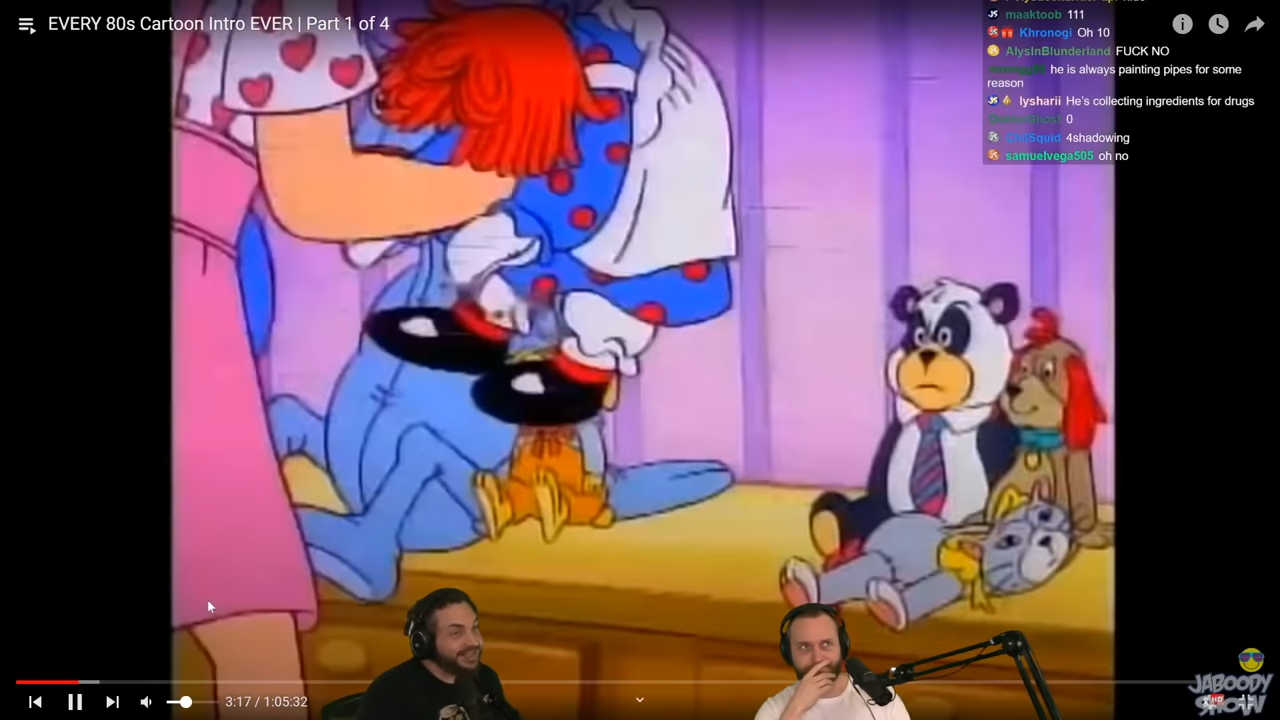 EVERY 80s Cartoon Intro EVER | Part 1 of 4
maaktoob 111
Khronogi Oh 10
AlysInBlunderland FUCK NO
he is always painting pipes for some
reason
lysharii He's collecting ingredients for drugs
0
4shadowing
samuelvega505 oh no
3:17 / 1:05:32
JABOODY
SHOW